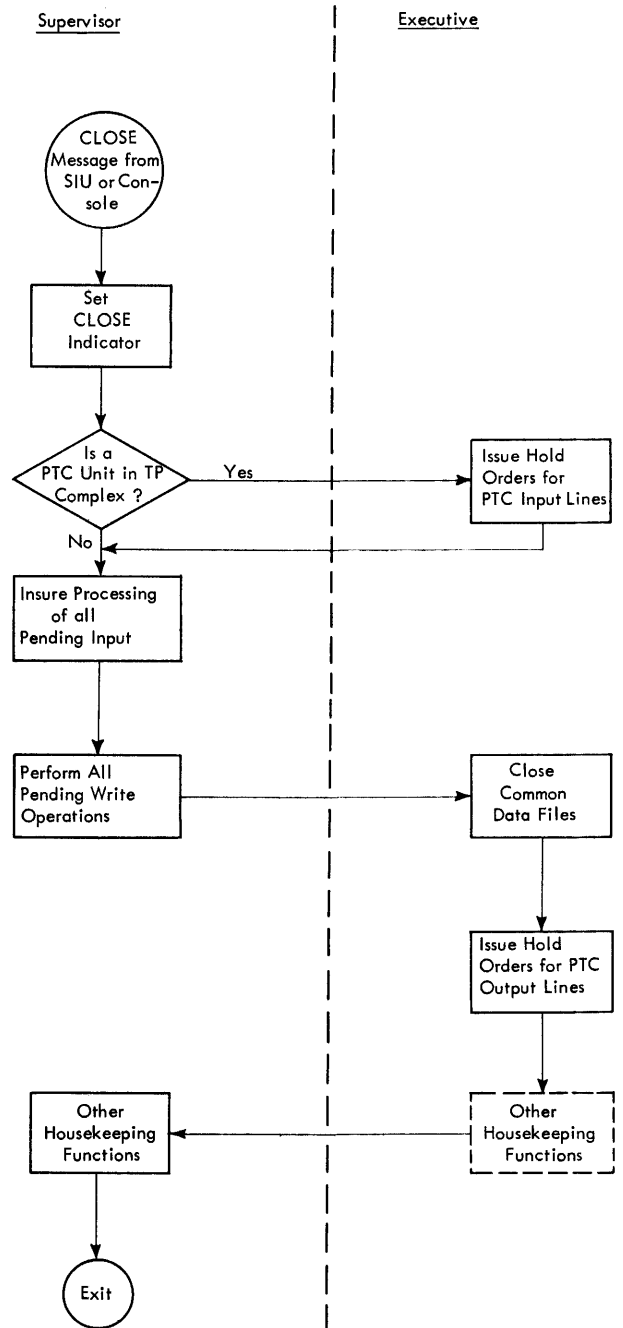 Supervisor
Executive
CLOSE
Message from
SIU or Con-
sole
Set
CLOSE
Indicator
Is a
PTC Unit in TP
Complex ?
Yes
Issue Hold
Orders for
PTC Input Lines
No
Insure Processing
of all
Pending Input
Perform All
Pending Write
Operations
Close
Common
Data Files
Issue Hold
Orders for PTC
Output Lines
Other
Housekeeping
Functions
Other
Housekeeping
Functions
Exit